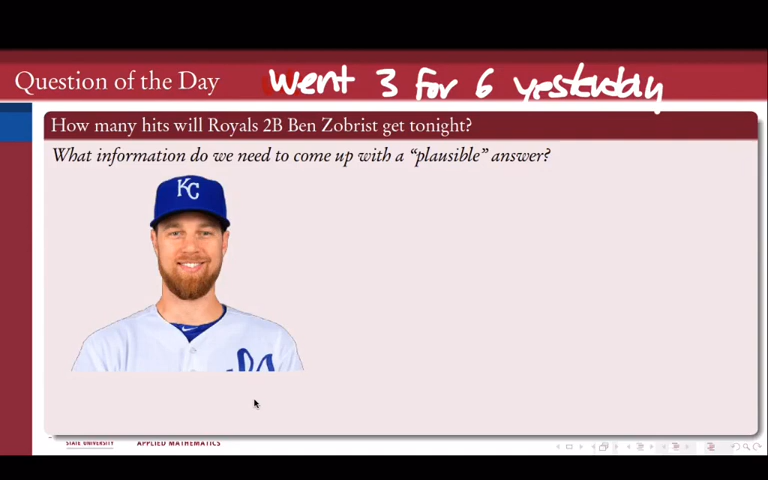 Question of the Day went 3 for 6 yesterday
How many hits will Royals 2B Ben Zobrist get tonight?
What information do we need to come up with a “plausible” answer?
KC
STATE UNIVERSITY APPLIED MATHEMATICS